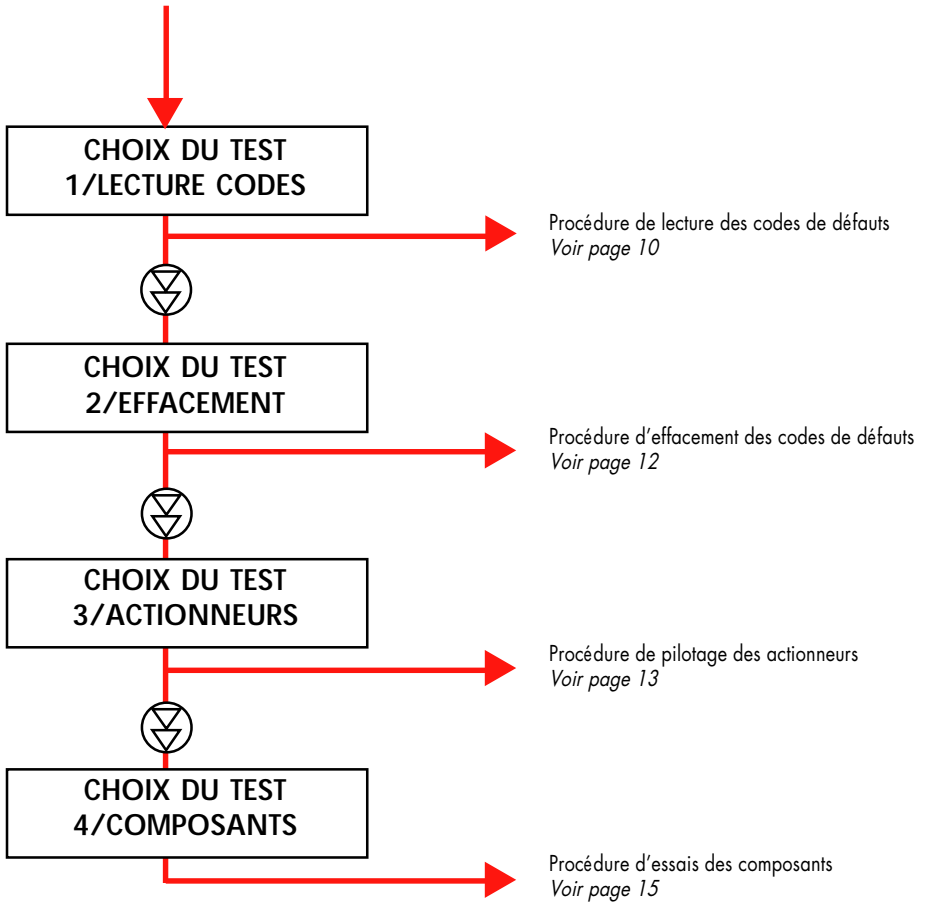 CHOIX DU TEST
1/LECTURE CODES
Procédure de lecture des codes de défauts
Voir page 10
CHOIX DU TEST
2/EFFACEMENT
Procédure d’effacement des codes de défauts
Voir page 12
CHOIX DU TEST
3/ACTIONNEURS
Procédure de pilotage des actionneurs
Voir page 13
CHOIX DU TEST
4/COMPOSANTS
Procédure d’essais des composants
Voir page 15